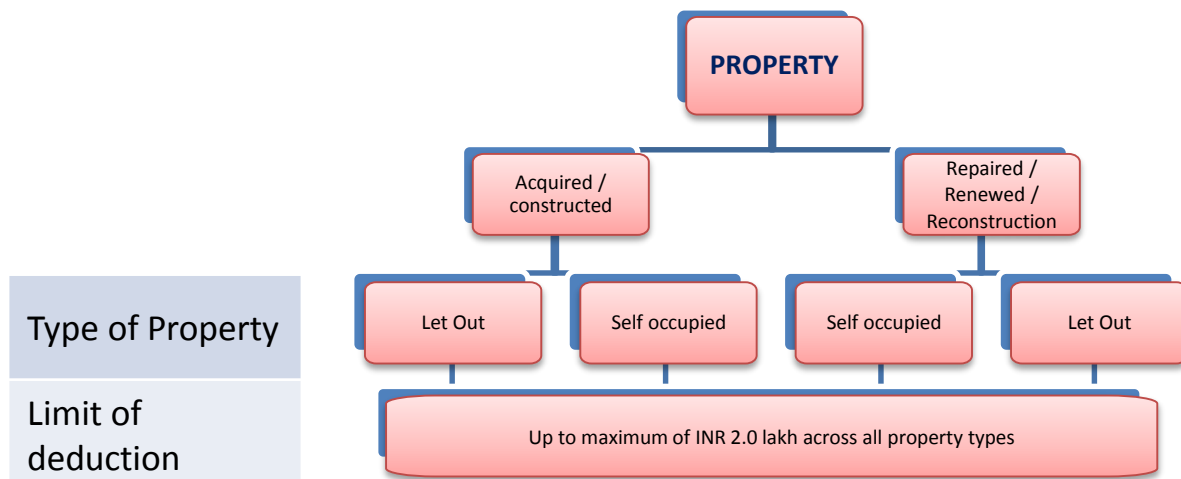 PROPERTY
Acquired /
constructed
Repaired /
Renewed /
Reconstruction
Type of Property
Let Out
Self occupied
Self occupied
Let Out
Limit of
deduction
Up to maximum of INR 2.0 lakh across all property types